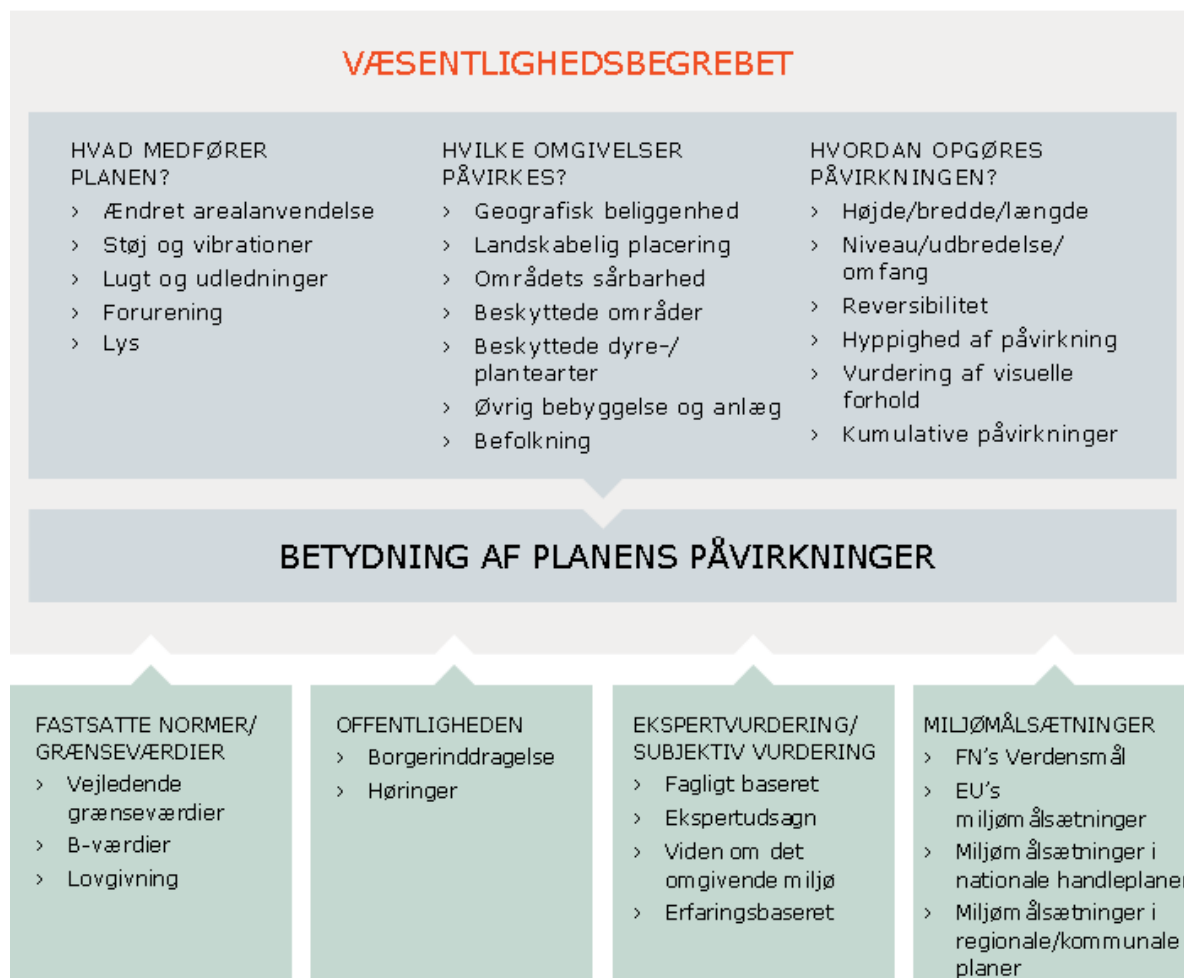 VÆSENTLIGHEDSBEGREBET
HVAD MEDFØRER
PLANEN?
> Ændret arealanvendelse
> Støj og vibrationer
> Lugt og udledninger
> Forurening
> Lys
HVILKE OMGIVELSER
PÅVIRKES?
> Geografisk beliggenhed
> Landskabelig placering
> Områdets sårbarhed
> Beskyttede områder
> Beskyttede dyre-/
plantearter
> Øvrig bebyggelse og anlæg
> Befolkning
HVORDAN OPGØRES
PÅVIRKNINGEN?
> Højde/bredde/længde
> Niveau/udbredelse/
omfang
> Reversibilitet
> Hyppighed af påvirkning
> Vurdering af visuelle
forhold
> Kumulative påvirkninger
BETYDNING AF PLANENS PÅVIRKNINGER
FASTSATTE NORMER/
GRÆNSEVÆRDIER
> Vejledende
grænseværdier
> B-værdier
> Lovgivning
OFFENTLIGHEDEN
> Borgerinddragelse
> Høringer
EKSPERTVURDERING/
SUBJEKTIV VURDERING
> Fagligt baseret
> Ekspertudsagn
> Viden om det
omgivende miljø
> Erfaringsbaseret
MILJØMÅLSÆTNINGER
> FN's Verdensmål
> EU's
miljømålsætninger
> Miljømålsætninger i
nationale handleplaner
> Miljømålsætninger i
regionale/kommunale
planer